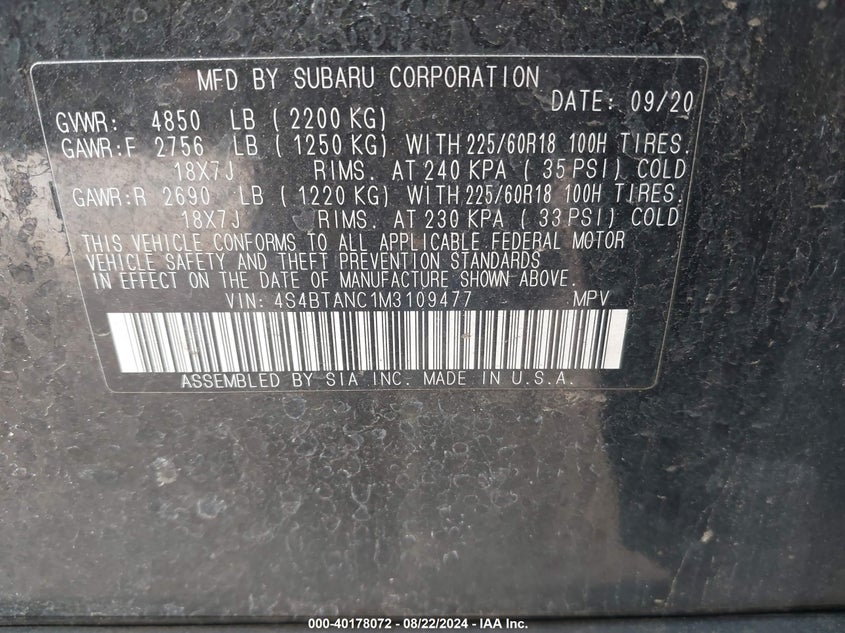 MFD BY SUBARU CORPORATION
DATE: 09/20
GVWR: 4850 LB ( 2200 KG)
GAWR:F 2756 LB ( 1250 KG) WITH 225/60R18 100H TIRES.
18X7J RIMS. AT 240 KPA ( 35 PSI) COLD
GAWR:R 2690 LB ( 1220 KG) WITH 225/60R18 100H TIRES.
18X7J RIMS. AT 230 KPA ( 33 PSI) COLD
THIS VEHICLE CONFORMS TO ALL APPLICABLE FEDERAL MOTOR
VEHICLE SAFETY AND THEFT PREVENTION STANDARDS
IN EFFECT ON THE DATE OF MANUFACTURE SHOWN ABOVE.
VIN: 4S4BTANC1M3109477 MPV
ASSEMBLED BY SIA INC. MADE IN U.S.A.
000-40178072 - 08/22/2024 - IAA Inc.